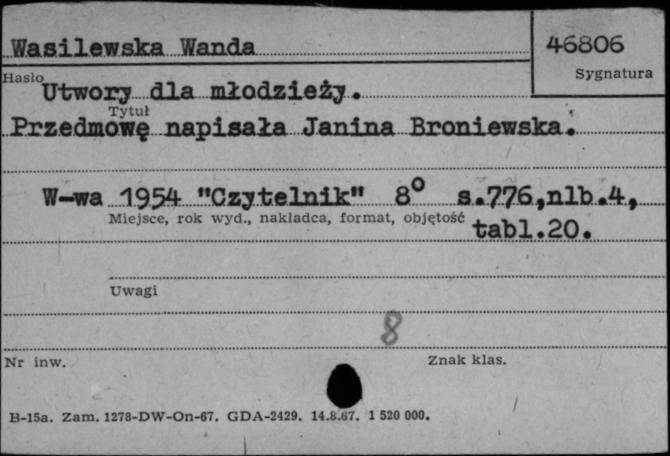 Wasilewska Wanda
46806
Hasło
Sygnatura
Utwory dla młodzieży.
Tytuł
Przedmowę napisała Janina Broniewska.
W-wa 1954 "Czytelnik" 8° s.776,nlb.4,
Miejsce, rok wyd., nakładca, format, objętość
tabl.20.
Uwagi
8
Nr inw.
Znak klas.
B-15a. Zam. 1278-DW-On-67. GDA-2429. 14.8.67. 1 520 000.